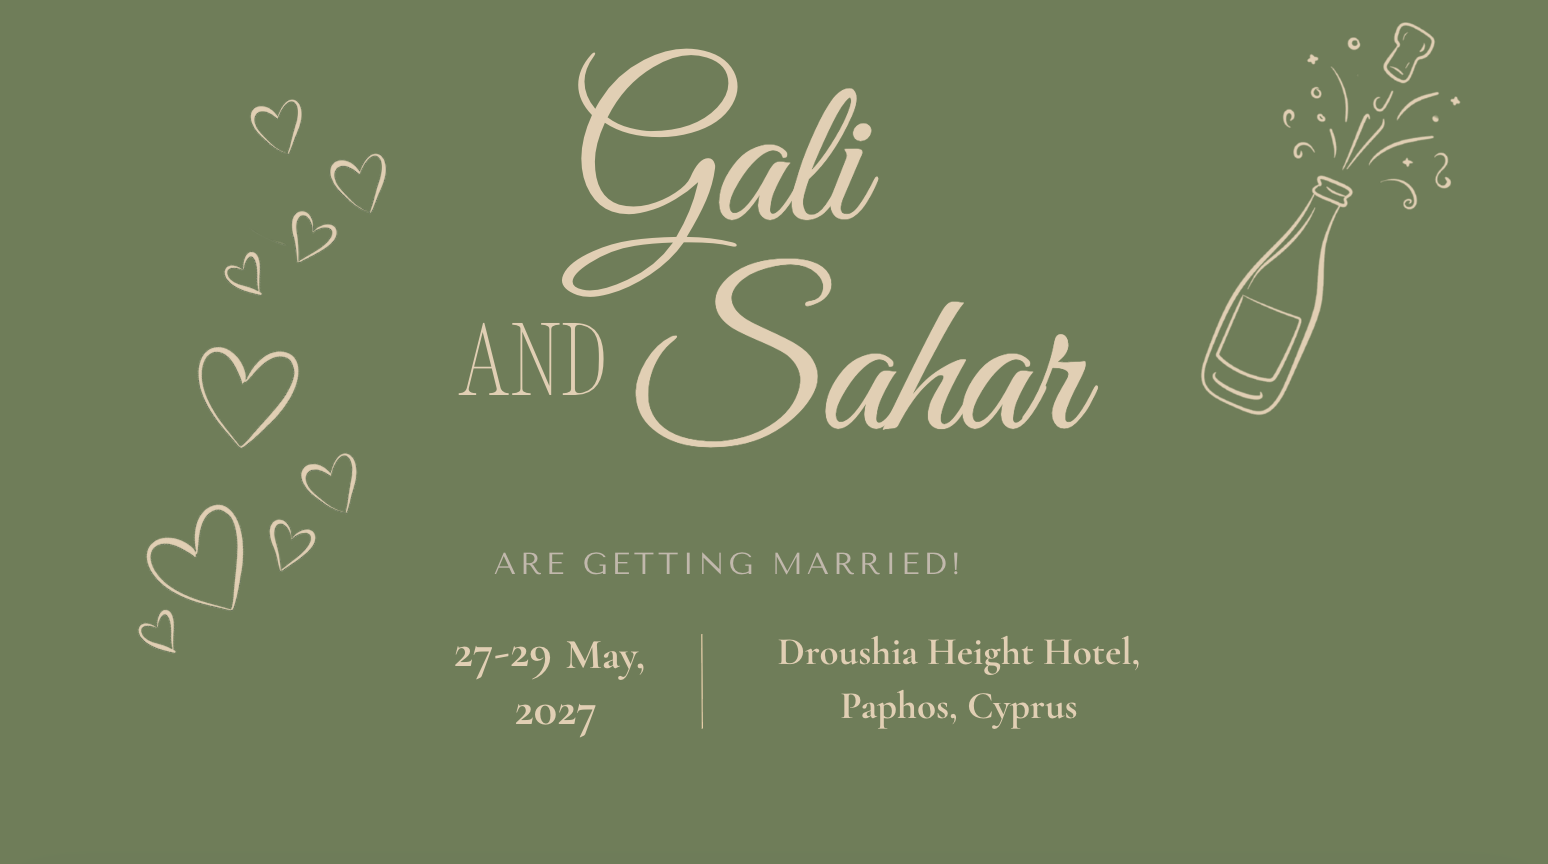 Gali
AND Sahar
ARE GETTING MARRIED!
27-29 May,
2027
Droushia Height Hotel,
Paphos, Cyprus